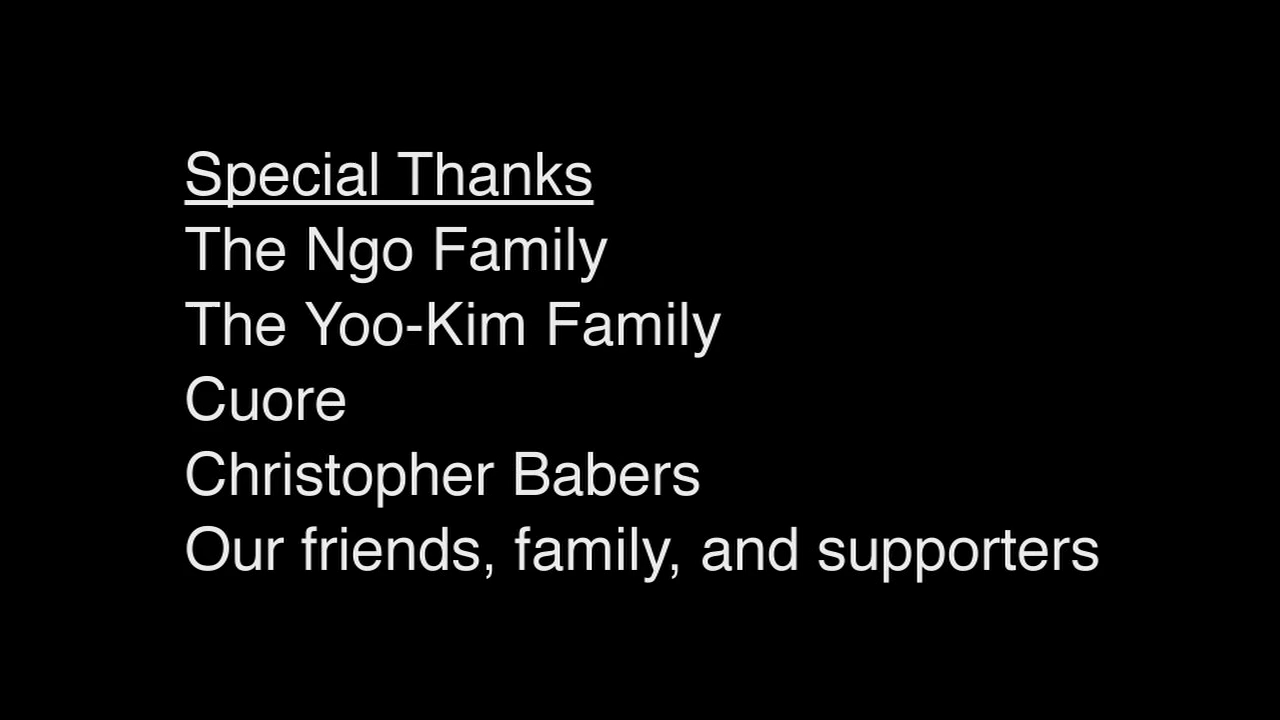 Special Thanks
The Ngo Family
The Yoo-Kim Family
Cuore
Christopher Babers
Our friends, family, and supporters